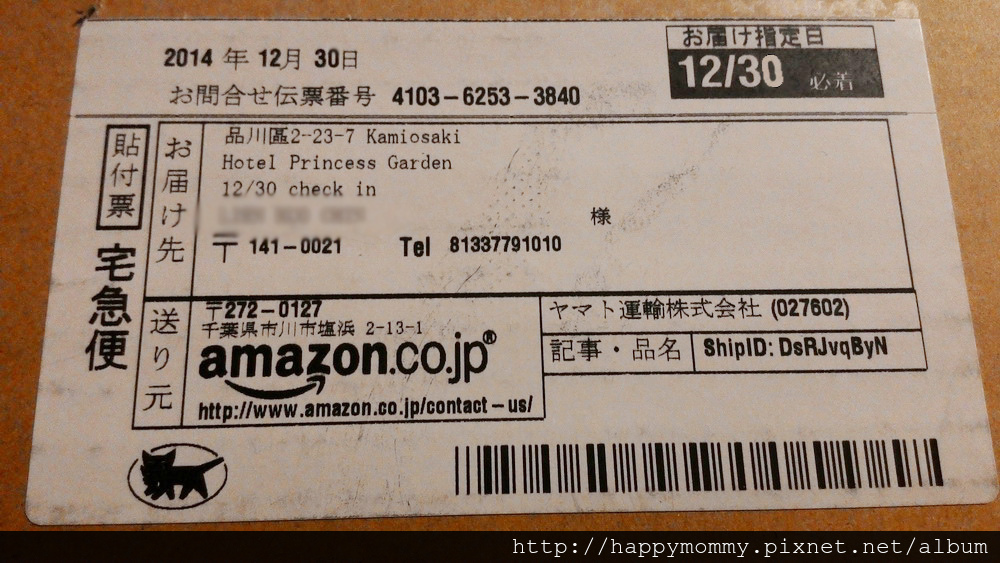 2014 年 12月 30日
お届け指定日
12/30 必着
お問合せ伝票番号 4103-6253-3840
貼付票
宅急便
お届け先
品川區2-23-7 Kamiosaki
Hotel Princess Garden
12/30 check in
様
〒 141-0021 Tel 81337791010
送り元
〒272-0127
千葉県市川市塩浜 2-13-1
amazon.co.jp®
http://www.amazon.co.jp/contact-us/
ヤマト運輸株式会社 (027602)
記事・品名 ShipID: DsRJvqByN
http://happymommy.pixnet.net/album